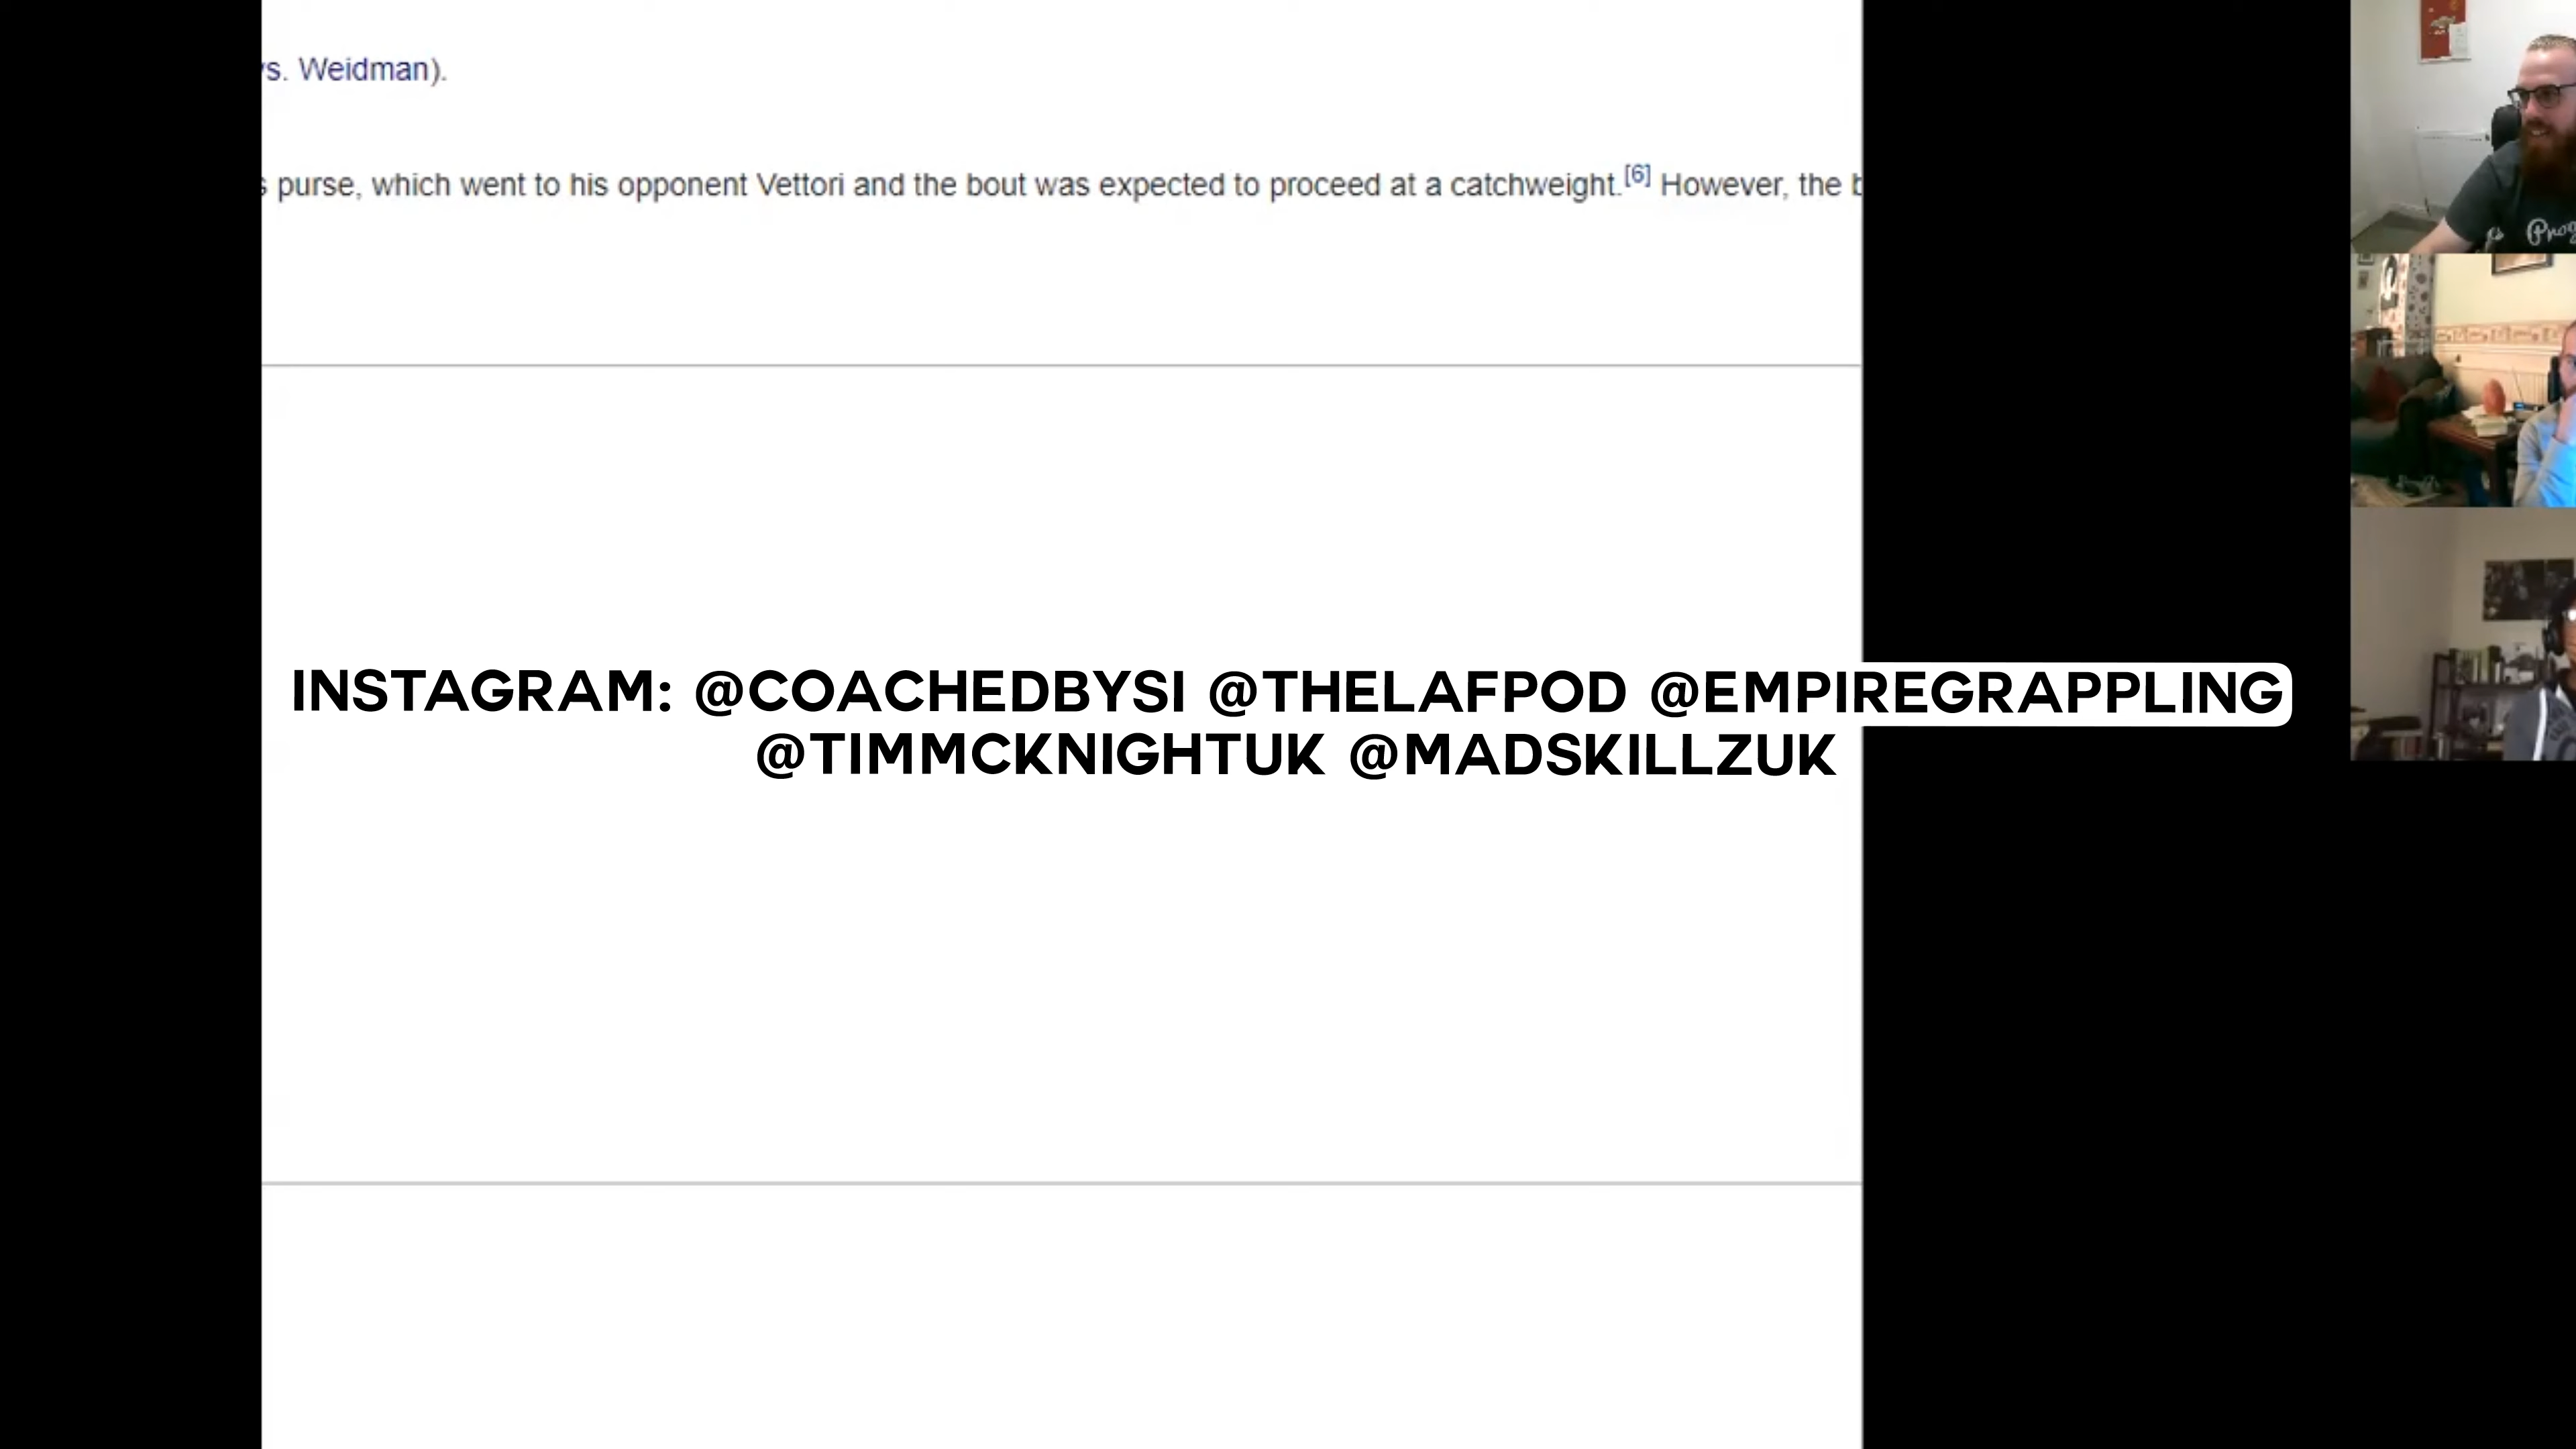 vs. Weidman).
s purse, which went to his opponent Vettori and the bout was expected to proceed at a catchweight.[6] However, the
INSTAGRAM: @COACHEDBYSI @THELAFPOD @EMPIREGRAPPLING
@TIMMCKNIGHTUK @MADSKILLZUK